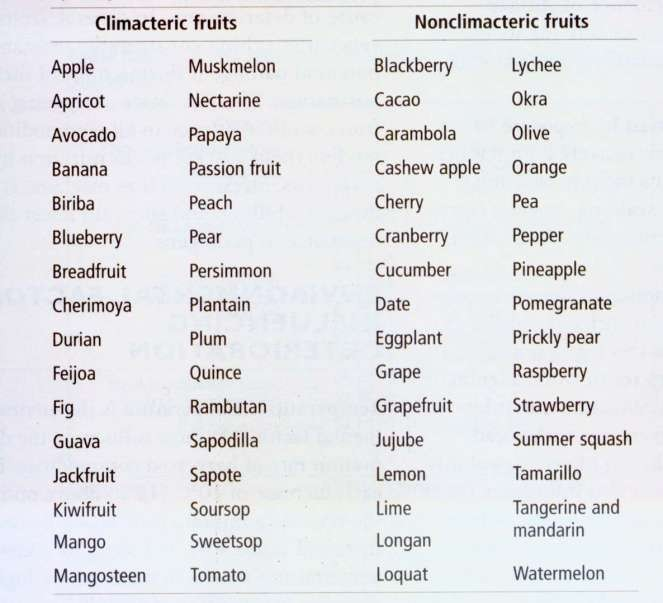 Climacteric fruits Nonclimacteric fruits
Apple Muskmelon Blackberry Lychee
Apricot Nectarine Cacao Okra
Avocado Papaya Carambola Olive
Banana Passion fruit Cashew apple Orange
Biriba Peach Cherry Pea
Blueberry Pear Cranberry Pepper
Breadfruit Persimmon Cucumber Pineapple
Cherimoya Plantain Date Pomegranate
Durian Plum Eggplant Prickly pear
Feijoa Quince Grape Raspberry
Fig Rambutan Grapefruit Strawberry
Guava Sapodilla Jujube Summer squash
Jackfruit Sapote Lemon Tamarillo
Kiwifruit Soursop Lime Tangerine and
mandarin
Mango Sweetsop Longan
Mangosteen Tomato Loquat Watermelon